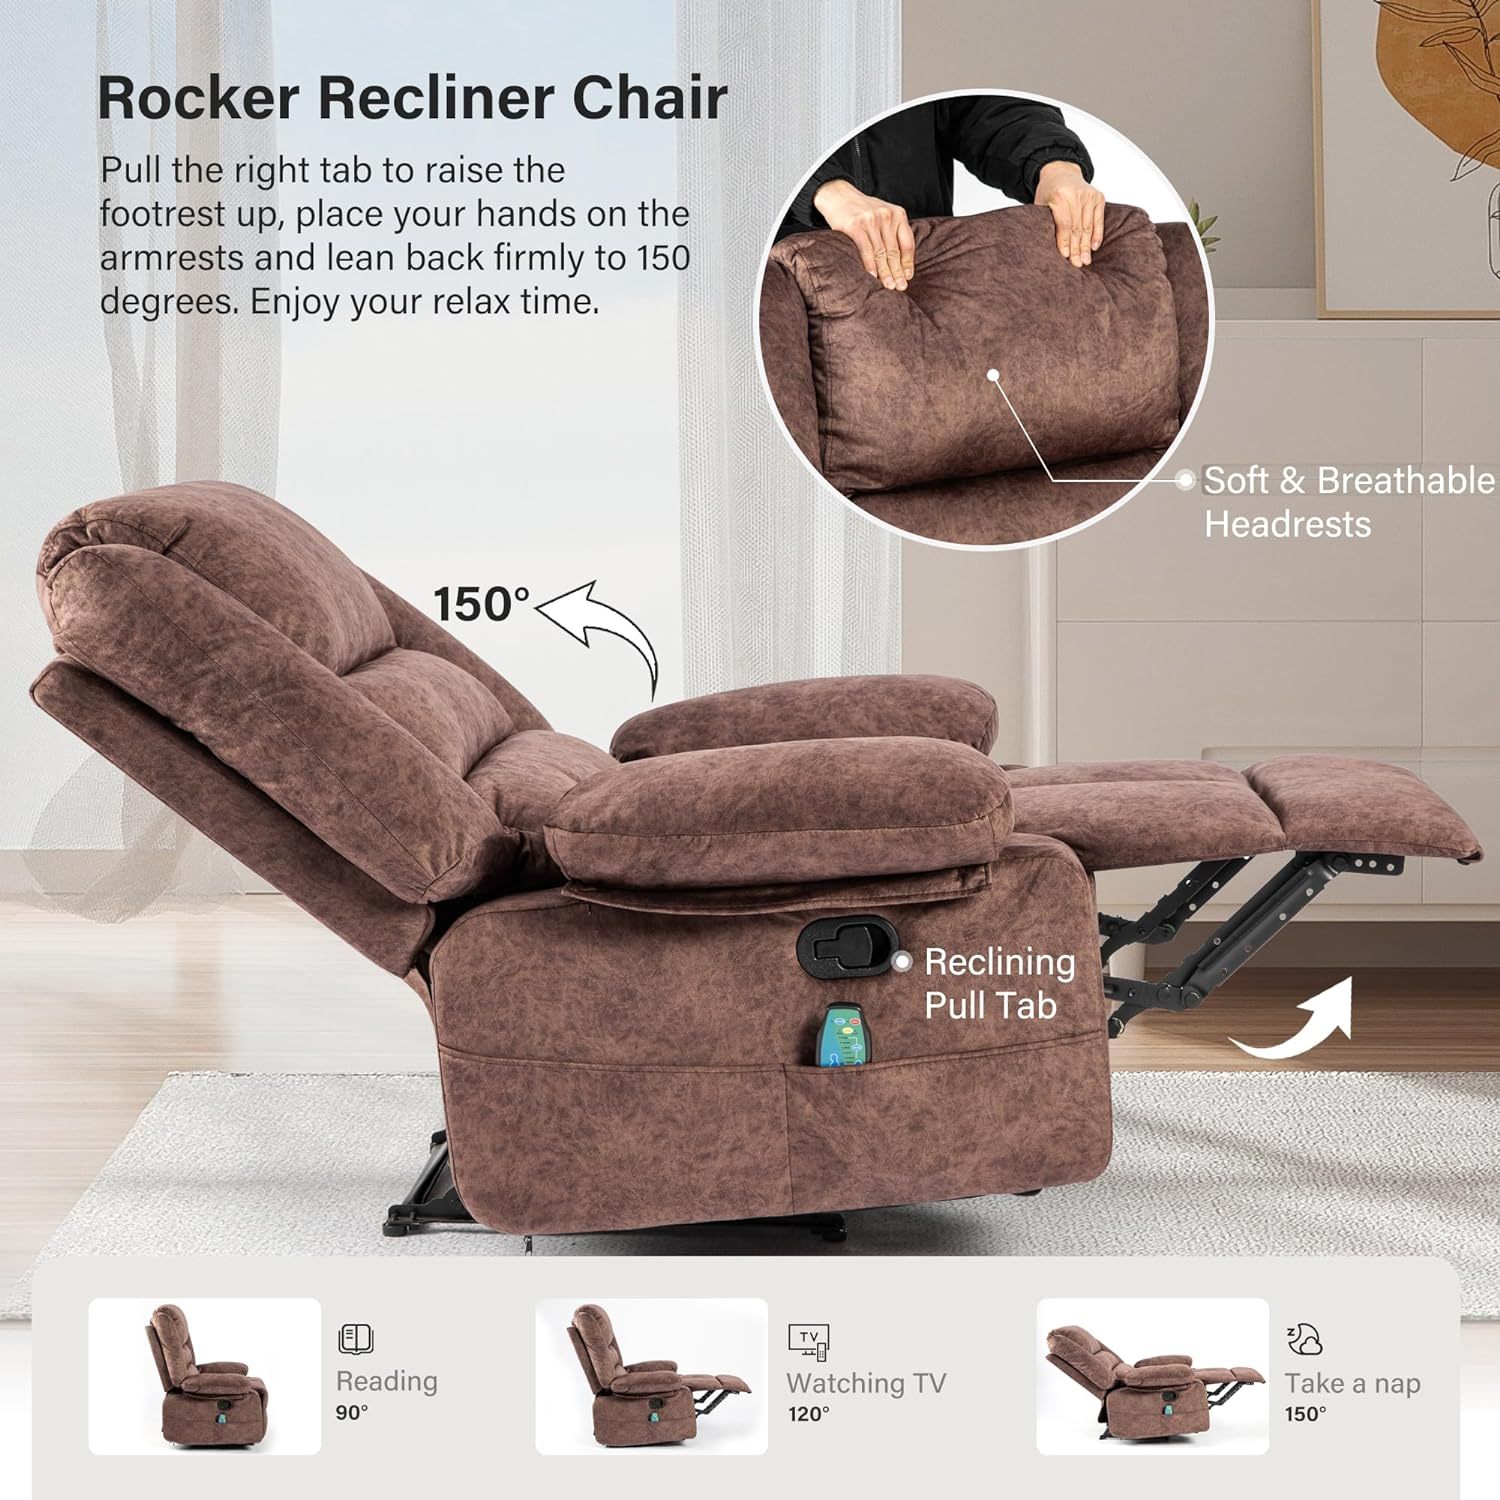 Rocker Recliner Chair
Pull the right tab to raise the
footrest up, place your hands on the
armrests and lean back firmly to 150
degrees. Enjoy your relax time.
Soft & Breathable
Headrests
150°
Reclining
Pull Tab
Reading
90°
TV
Watching TV
120°
z
z
Take a nap
150°